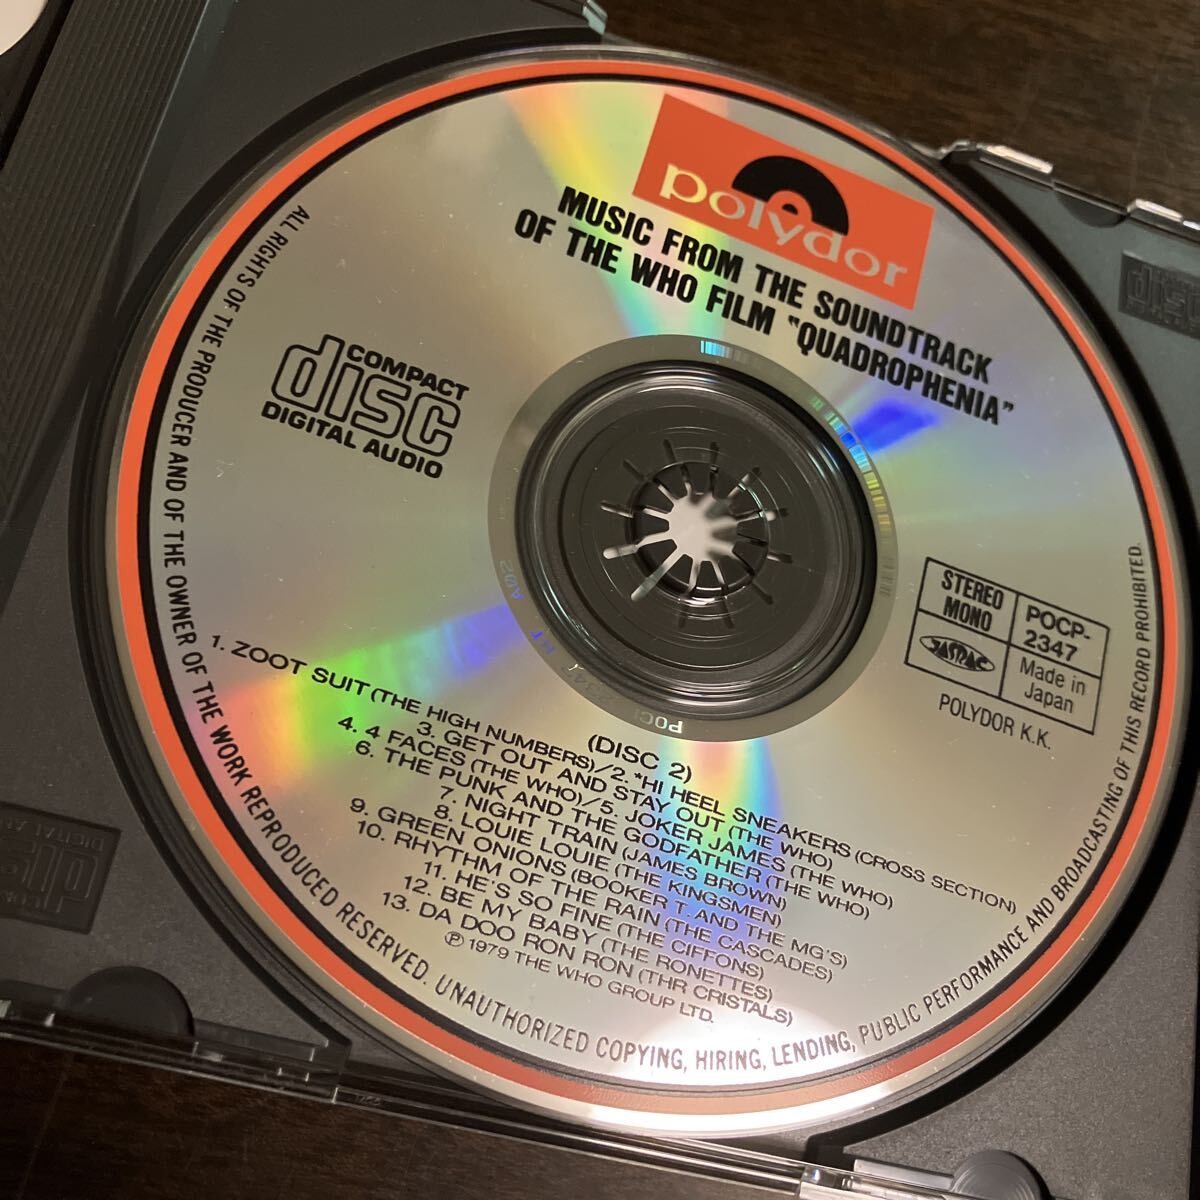 polydor
MUSIC FROM THE SOUNDTRACK
OF THE WHO FILM "QUADROPHENIA"
COMPACT
disc
DIGITAL AUDIO
STEREO
MONO
POCP-
2347
JASRAC
Made in
Japan
POLYDOR K.K.
(DISC 2)
1. ZOOT SUIT (THE HIGH NUMBERS)/2. *HI HEEL SNEAKERS (CROSS SECTION)
3. GET OUT AND STAY OUT (THE WHO)
4. 4 FACES (THE WHO)/5. JOKER JAMES (THE WHO)
6. THE PUNK AND THE GODFATHER (THE WHO)
7. NIGHT TRAIN (JAMES BROWN)
8. LOUIE LOUIE (THE KINGSMEN)
9. GREEN ONIONS (BOOKER T. AND THE MG'S)
10. RHYTHM OF THE RAIN (THE CASCADES)
11. HE'S SO FINE (THE CIFFONS)
12. BE MY BABY (THE RONETTES)
13. DA DOO RON RON (THR CRISTALS)
℗ 1979 THE WHO GROUP LTD.
ALL RIGHTS OF THE PRODUCER AND OF THE OWNER OF THE WORK REPRODUCED RESERVED. UNAUTHORIZED COPYING, HIRING, LENDING, PUBLIC PERFORMANCE AND BROADCASTING OF THIS RECORD PROHIBITED.